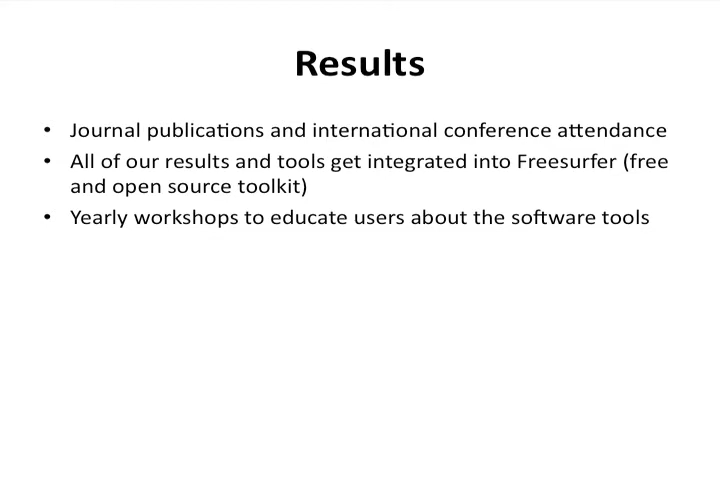 Results
• Journal publications and international conference attendance
• All of our results and tools get integrated into Freesurfer (free
and open source toolkit)
• Yearly workshops to educate users about the software tools